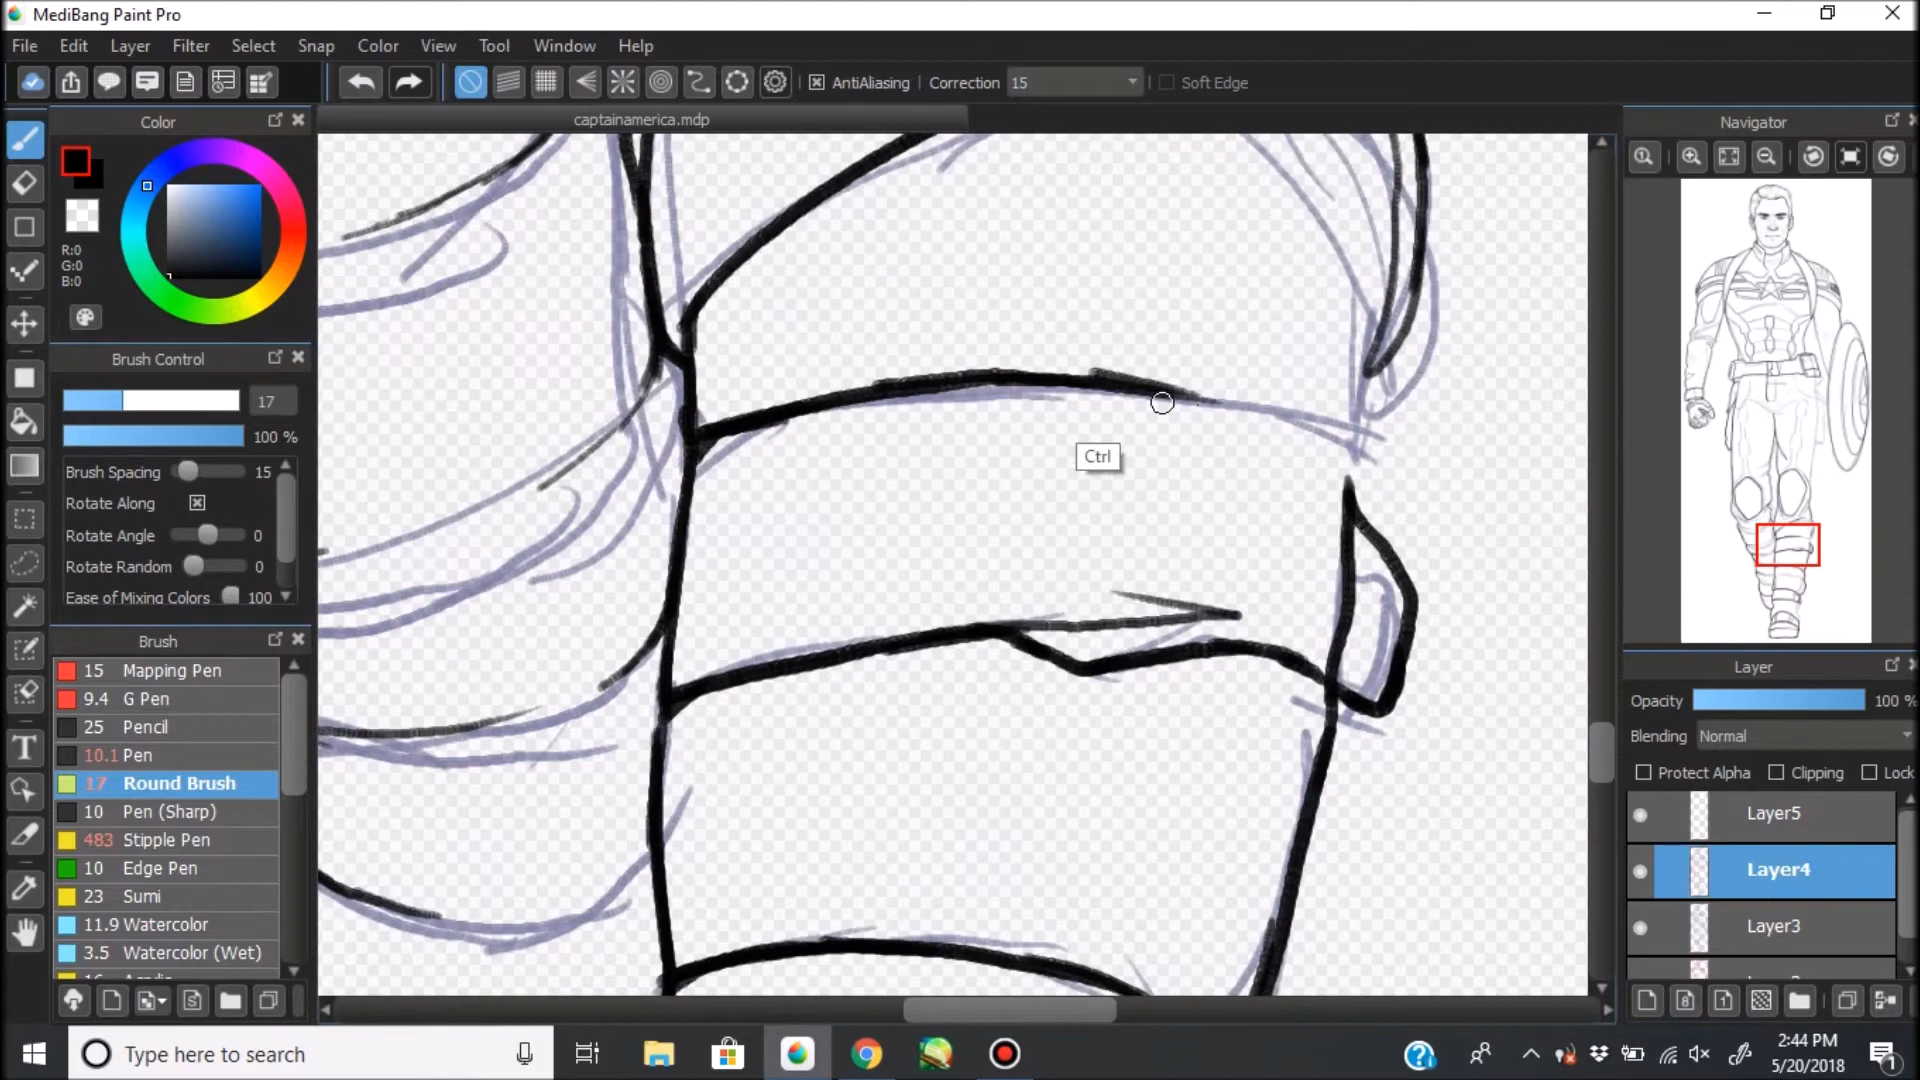 MediBang Paint Pro
File Edit Layer Filter Select Snap Color View Tool Window Help
AntiAliasing Correction 15 Soft Edge
Color
captainamerica.mdp
Navigator
R:0
G:0
B:0
Brush Control
17
100 %
Brush Spacing 15
Rotate Along
Rotate Angle 0
Rotate Random 0
Ease of Mixing Colors 100
Ctrl
Brush
15 Mapping Pen
9.4 G Pen
25 Pencil
10.1 Pen
17 Round Brush
10 Pen (Sharp)
483 Stipple Pen
10 Edge Pen
23 Sumi
11.9 Watercolor
3.5 Watercolor (Wet)
Layer
Opacity 100 %
Blending Normal
Protect Alpha Clipping Lock
Layer5
Layer4
Layer3
Type here to search
2:44 PM
5/20/2018
1